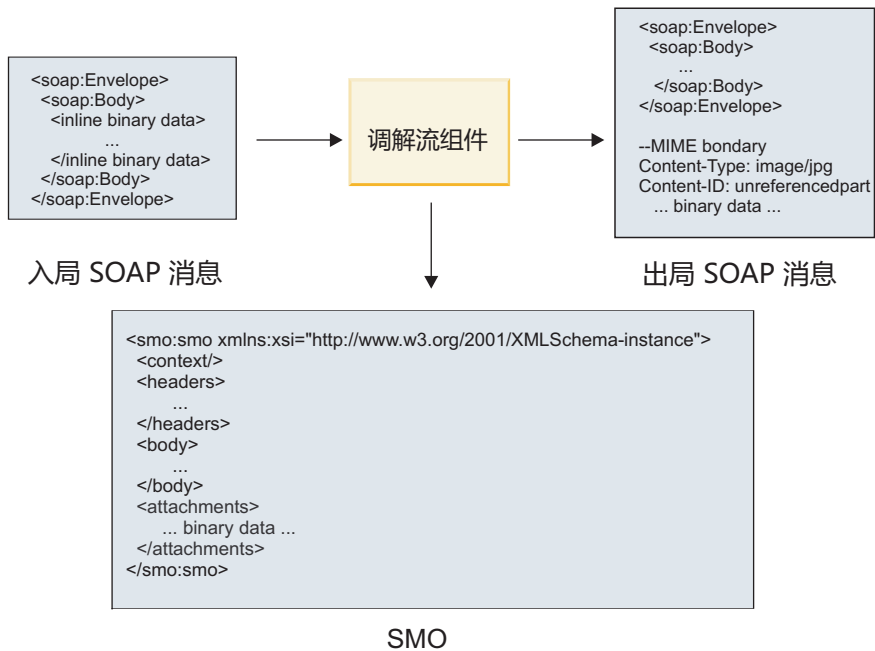 <soap:Envelope>
<soap:Body>
<inline binary data>
...
</inline binary data>
</soap:Body>
</soap:Envelope>
入局 SOAP 消息
调解流组件
<soap:Envelope>
<soap:Body>
...
</soap:Body>
</soap:Envelope>
--MIME bondary
Content-Type: image/jpg
Content-ID: unreferencedpart
... binary data ...
出局 SOAP 消息
<smo:smo xmlns:xsi="http://www.w3.org/2001/XMLSchema-instance">
<context/>
<headers>
...
</headers>
<body>
...
</body>
<attachments>
... binary data ...
</attachments>
</smo:smo>
SMO